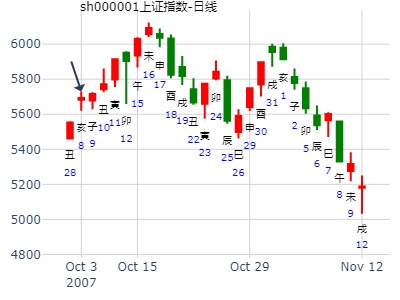 sh000001上证指数-日线
6000
5800
5600
5400
5200
5000
4800
丑
28
亥
8
子
9
丑
10
寅
11
卯
12
午
15
未
16
申
17
酉
18
戌
19
丑
22
寅
23
卯
24
辰
25
巳
26
申
29
酉
30
戌
31
亥
1
子
2
卯
5
辰
6
巳
7
午
8
未
9
戌
12
Oct 3
2007
Oct 15
Oct 29
Nov 12